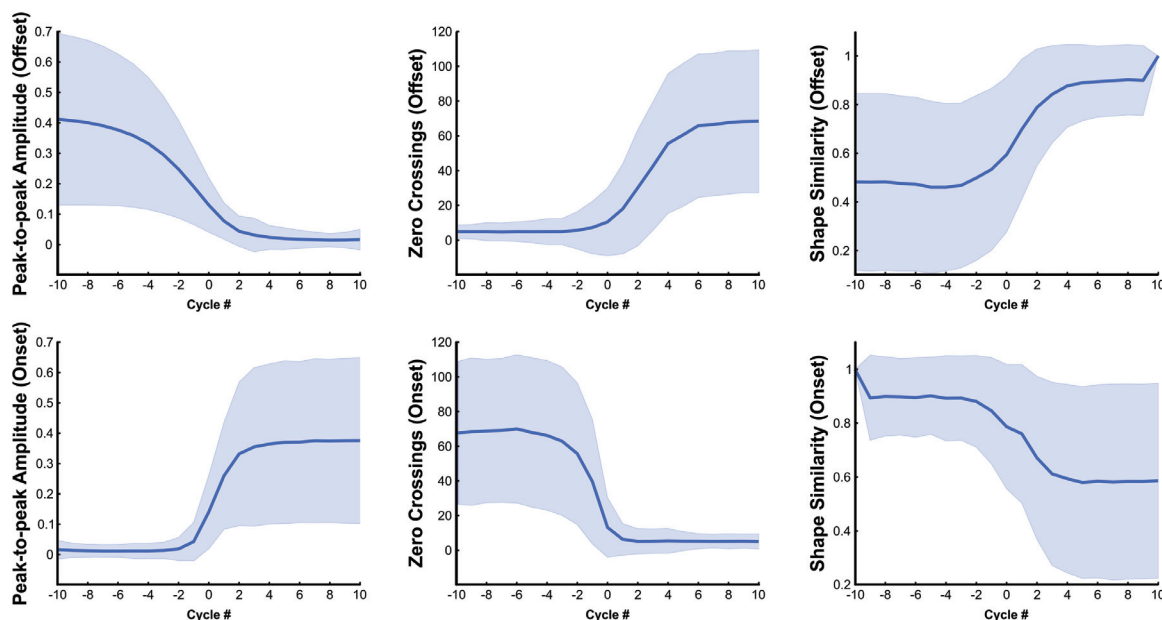 Peak-to-peak Amplitude (Offset)
0.7
0.6
0.5
0.4
0.3
0.2
0.1
0
-10 -8 -6 -4 -2 0 2 4 6 8 10
Cycle #
Zero Crossings (Offset)
120
100
80
60
40
20
0
-10 -8 -6 -4 -2 0 2 4 6 8 10
Cycle #
Shape Similarity (Offset)
1
0.8
0.6
0.4
0.2
-10 -8 -6 -4 -2 0 2 4 6 8 10
Cycle #
Peak-to-peak Amplitude (Onset)
0.7
0.6
0.5
0.4
0.3
0.2
0.1
0
-10 -8 -6 -4 -2 0 2 4 6 8 10
Cycle #
Zero Crossings (Onset)
120
100
80
60
40
20
0
-10 -8 -6 -4 -2 0 2 4 6 8 10
Cycle #
Shape Similarity (Onset)
1
0.8
0.6
0.4
0.2
-10 -8 -6 -4 -2 0 2 4 6 8 10
Cycle #